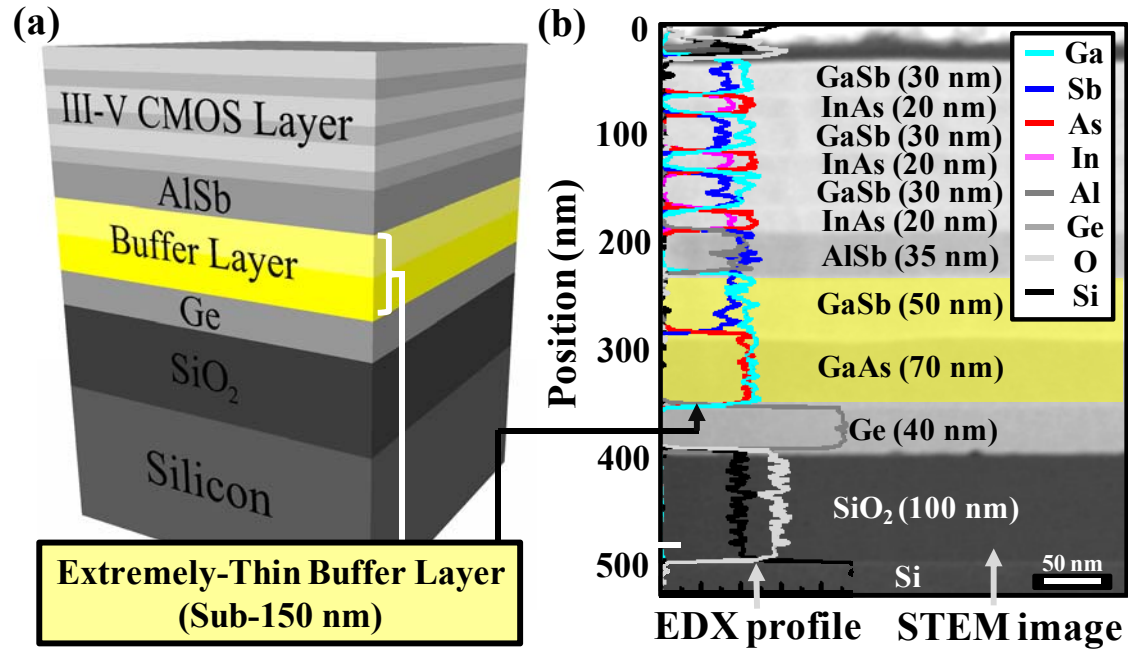 (a)
III-V CMOS Layer
AlSb
Buffer Layer
Ge
SiO2
Silicon
Extremely-Thin Buffer Layer
(Sub-150 nm)
(b)
Position (nm)
0
100
200
300
400
500
GaSb (30 nm)
InAs (20 nm)
GaSb (30 nm)
InAs (20 nm)
GaSb (30 nm)
InAs (20 nm)
AlSb (35 nm)
GaSb (50 nm)
GaAs (70 nm)
Ge (40 nm)
SiO2 (100 nm)
Si
Ga
Sb
As
In
Al
Ge
O
Si
50 nm
EDX profile
STEM image